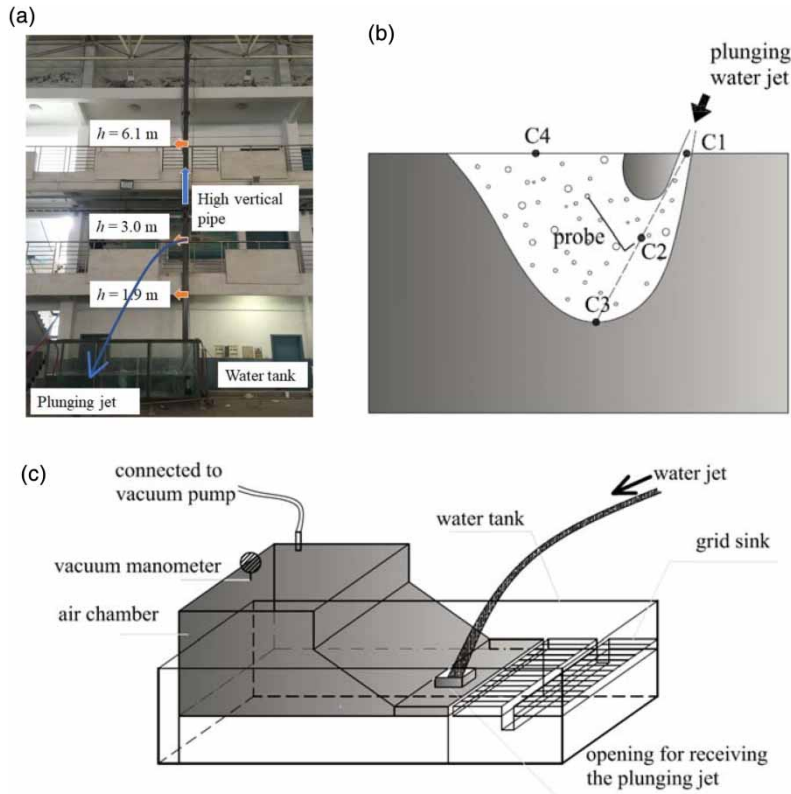 (a)
h = 6.1 m
High vertical
pipe
h = 3.0 m
h = 1.9 m
Water tank
Plunging jet
(b)
plunging
water jet
C4
C1
probe
C2
C3
(c)
connected to
vacuum pump
water jet
water tank
grid sink
vacuum manometer
air chamber
opening for receiving
the plunging jet